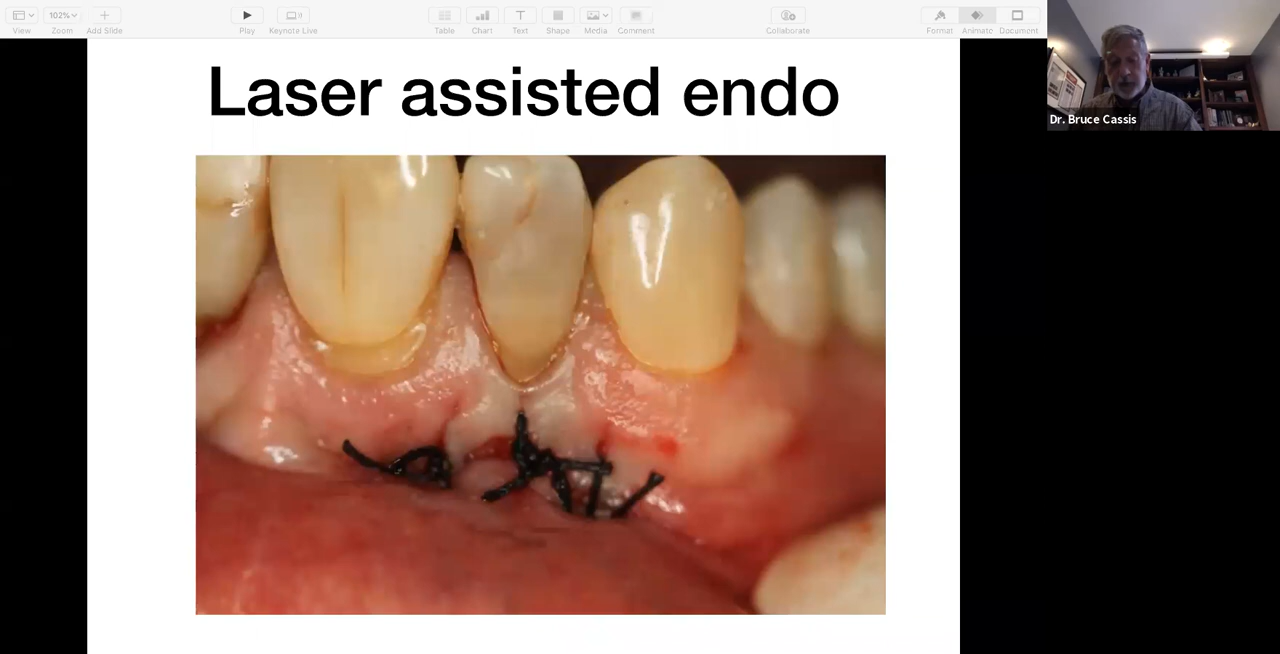 102%
View
Zoom
Add Slide
Play
Keynote Live
Table
Chart
Text
Shape
Media
Comment
Collaborate
Format
Animate
Document
Laser assisted endo
Dr. Bruce Cassis